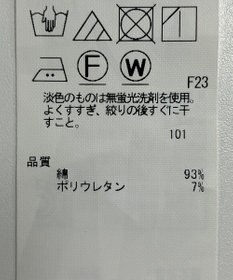 F W
F23
淡色のものは無蛍光洗剤を使用。
よくすすぎ、絞りの後すぐに干
すこと。
101
品質
綿 93%
ポリウレタン 7%